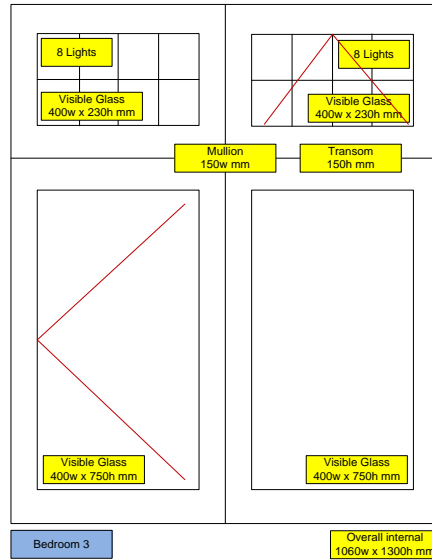 8 Lights
8 Lights
Visible Glass
400w x 230h mm
Visible Glass
400w x 230h mm
Mullion
150w mm
Transom
150h mm
Visible Glass
400w x 750h mm
Visible Glass
400w x 750h mm
Bedroom 3
Overall internal
1060w x 1300h mm